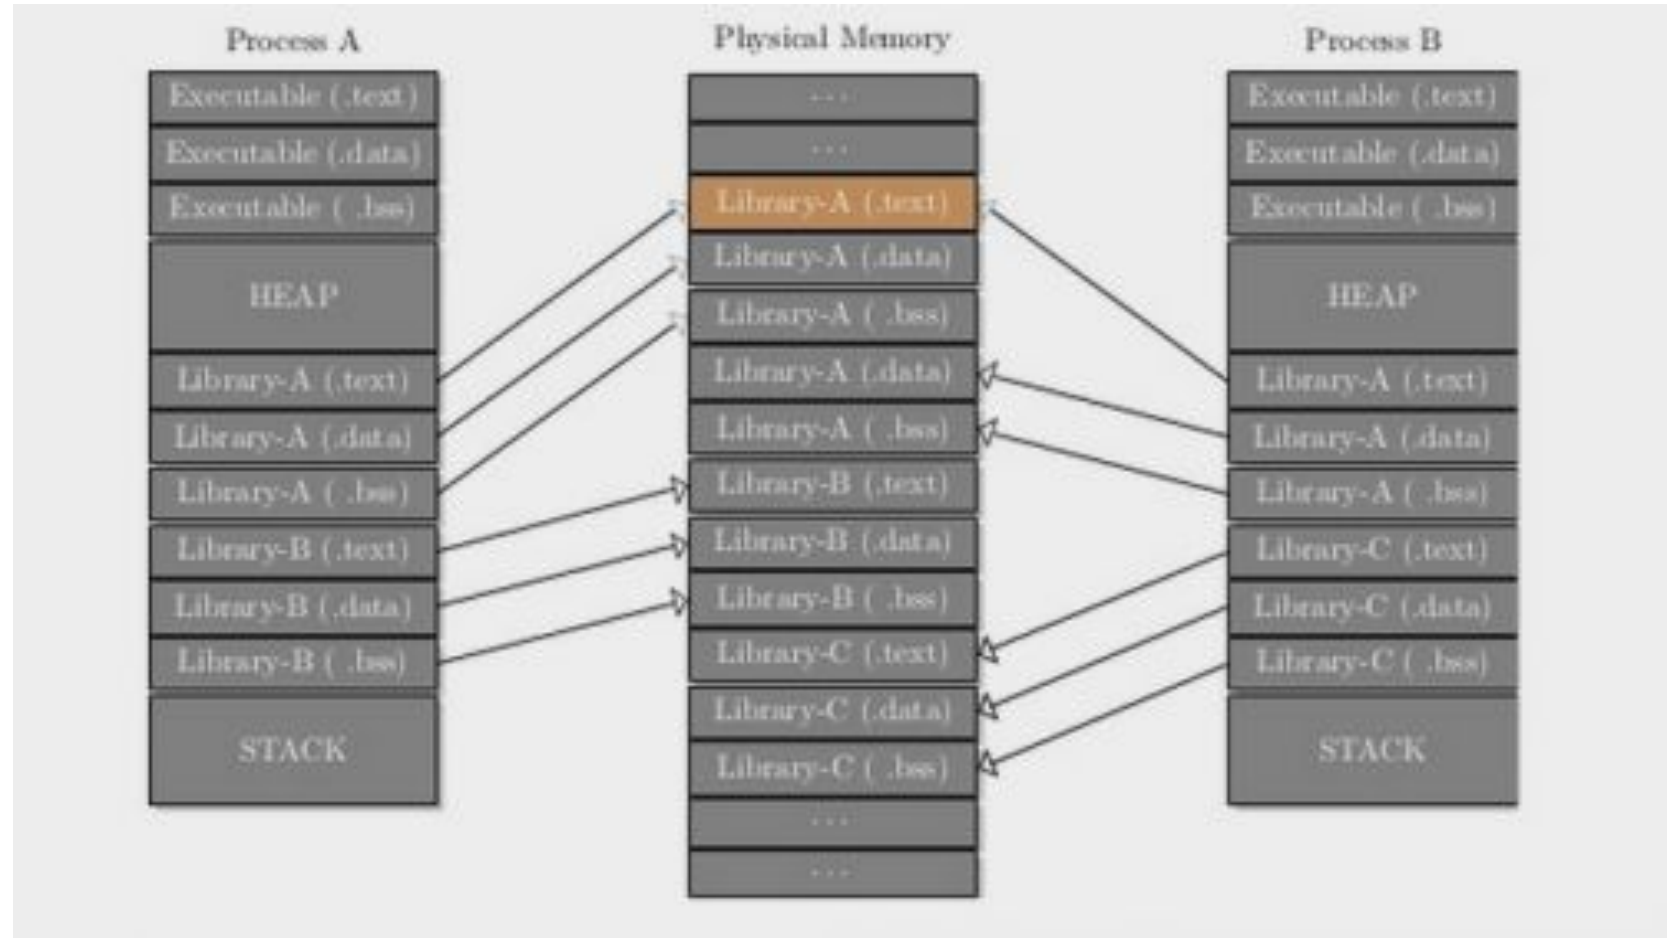 Process A
Executable (.text)
Executable (.data)
Executable ( .bss)
HEAP
Library-A (.text)
Library-A (.data)
Library-A ( .bss)
Library-B (.text)
Library-B (.data)
Library-B ( .bss)
STACK
Physical Memory
...
...
Library-A (.text)
Library-A (.data)
Library-A ( .bss)
Library-A (.data)
Library-A ( .bss)
Library-B (.text)
Library-B (.data)
Library-B ( .bss)
Library-C (.text)
Library-C (.data)
Library-C ( .bss)
...
...
Process B
Executable (.text)
Executable (.data)
Executable ( .bss)
HEAP
Library-A (.text)
Library-A (.data)
Library-A ( .bss)
Library-C (.text)
Library-C (.data)
Library-C ( .bss)
STACK